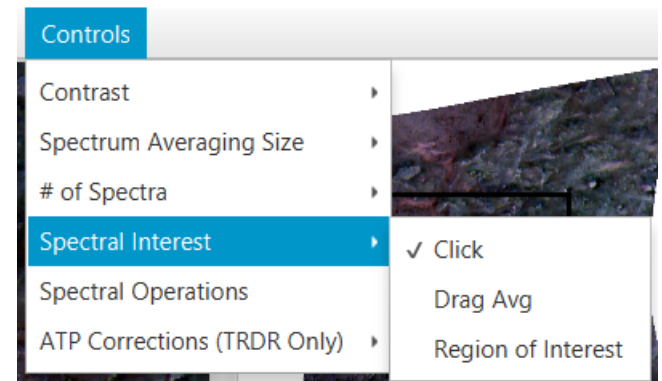 Controls
Contrast
Spectrum Averaging Size
# of Spectra
Spectral Interest
Spectral Operations
ATP Corrections (TRDR Only)
✓ Click
Drag Avg
Region of Interest